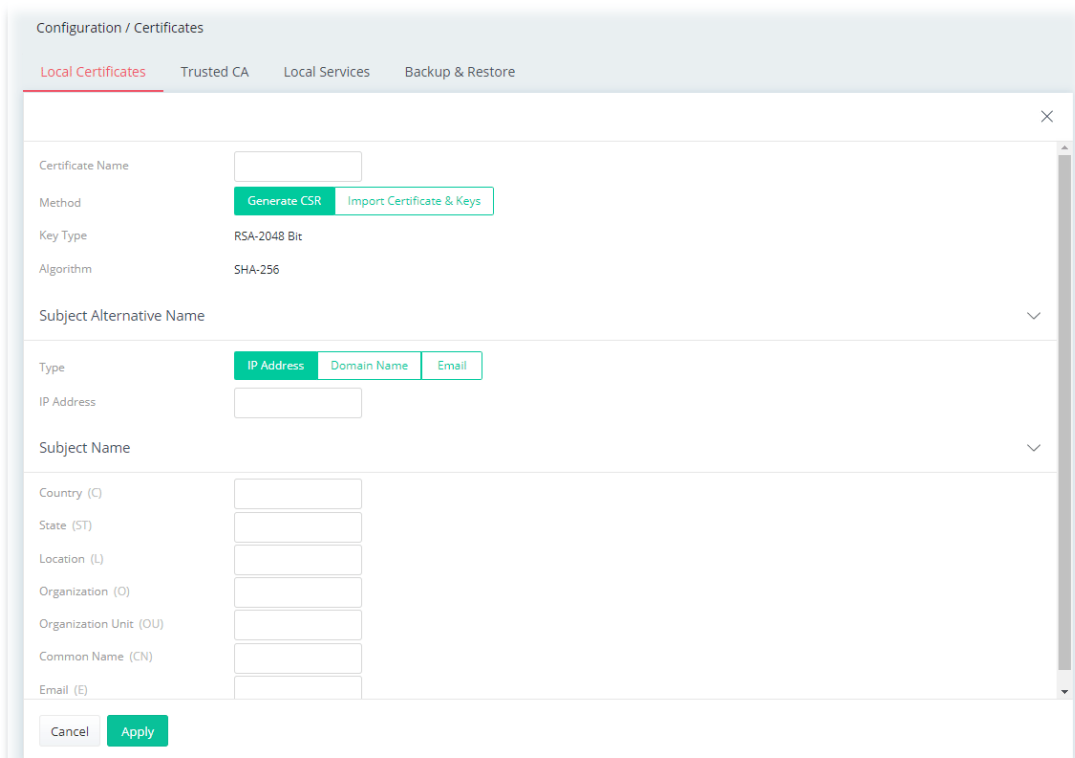 Configuration / Certificates
Local Certificates Trusted CA Local Services Backup & Restore
Certificate Name
Method Generate CSR Import Certificate & Keys
Key Type RSA-2048 Bit
Algorithm SHA-256
Subject Alternative Name
Type IP Address Domain Name Email
IP Address
Subject Name
Country (C)
State (ST)
Location (L)
Organization (O)
Organization Unit (OU)
Common Name (CN)
Email (E)
Cancel Apply